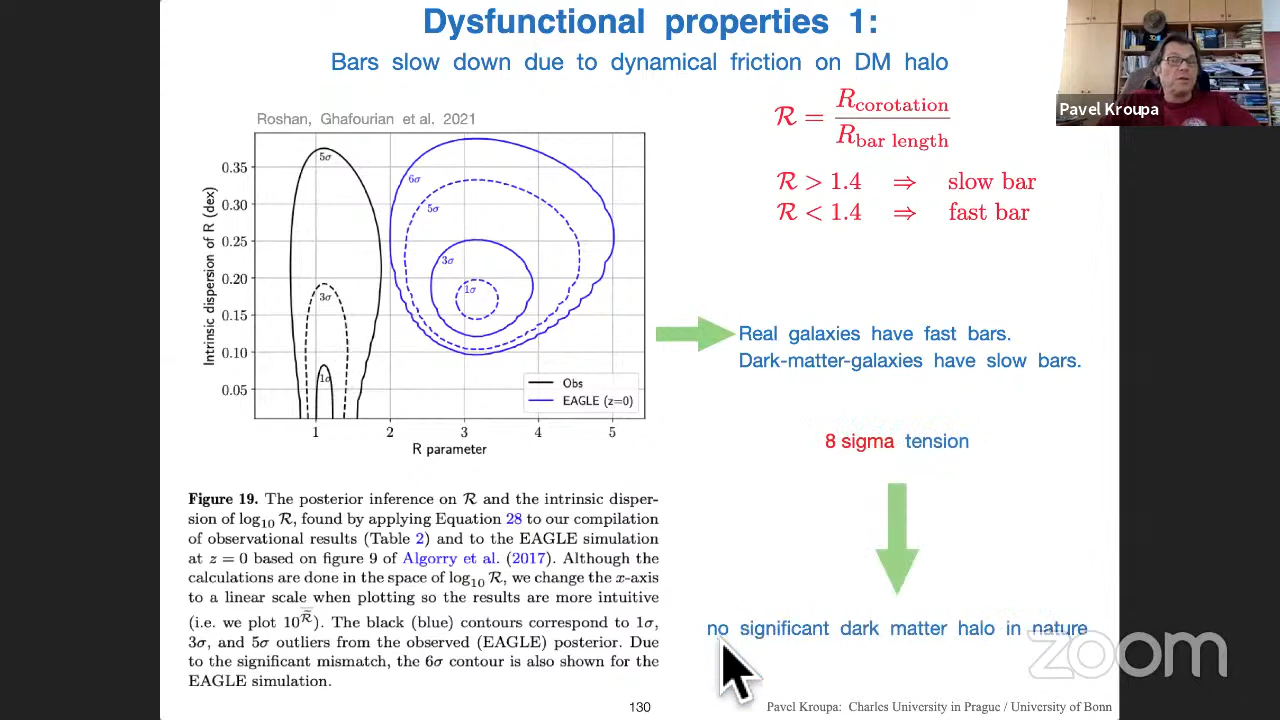 Dysfunctional properties 1:
Bars slow down due to dynamical friction on DM halo
Pavel Kroupa
Roshan, Ghafourian et al. 2021
ℛ = R_corotation / R_bar length
ℛ > 1.4 ⇒ slow bar
ℛ < 1.4 ⇒ fast bar
Intrinsic dispersion of R (dex)
0.35
0.30
0.25
0.20
0.15
0.10
0.05
5σ
3σ
1σ
6σ
5σ
3σ
1σ
Obs
EAGLE (z=0)
1 2 3 4 5
R parameter
Real galaxies have fast bars.
Dark-matter-galaxies have slow bars.
8 sigma tension
no significant dark matter halo in nature
Figure 19. The posterior inference on ℛ and the intrinsic disper-
sion of log₁₀ ℛ, found by applying Equation 28 to our compilation
of observational results (Table 2) and to the EAGLE simulation
at z = 0 based on figure 9 of Algorry et al. (2017). Although the
calculations are done in the space of log₁₀ ℛ, we change the x-axis
to a linear scale when plotting so the results are more intuitive
(i.e. we plot 10^ℛ̃). The black (blue) contours correspond to 1σ,
3σ, and 5σ outliers from the observed (EAGLE) posterior. Due
to the significant mismatch, the 6σ contour is also shown for the
EAGLE simulation.
zoom
130
Pavel Kroupa: Charles University in Prague / University of Bonn